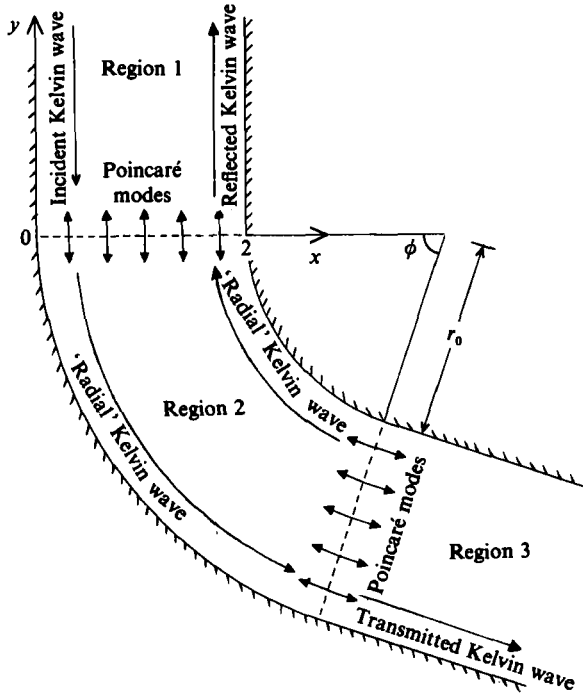 y
Incident Kelvin wave
Region 1
Reflected Kelvin wave
Poincaré
modes
0
2
x
ϕ
r₀
'Radial' Kelvin wave
'Radial' Kelvin wave
Region 2
Poincaré modes
Region 3
Transmitted Kelvin wave